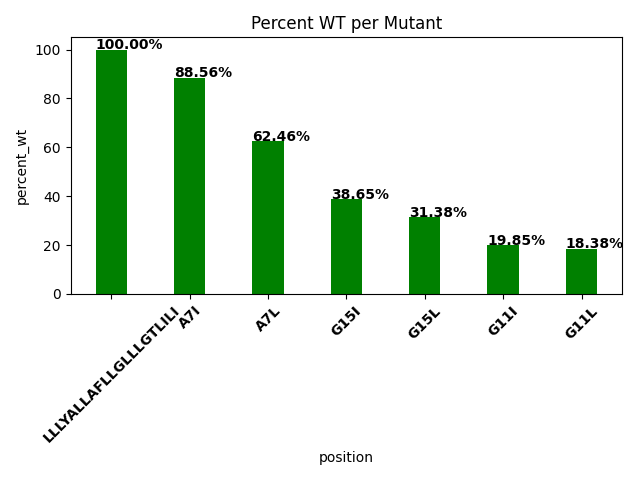 Percent WT per Mutant
percent_wt
100
80
60
40
20
0
100.00%
88.56%
62.46%
38.65%
31.38%
19.85%
18.38%
LLLYALLAFLLGLLLGTLILI
A7I
A7L
G15I
G15L
G11I
G11L
position